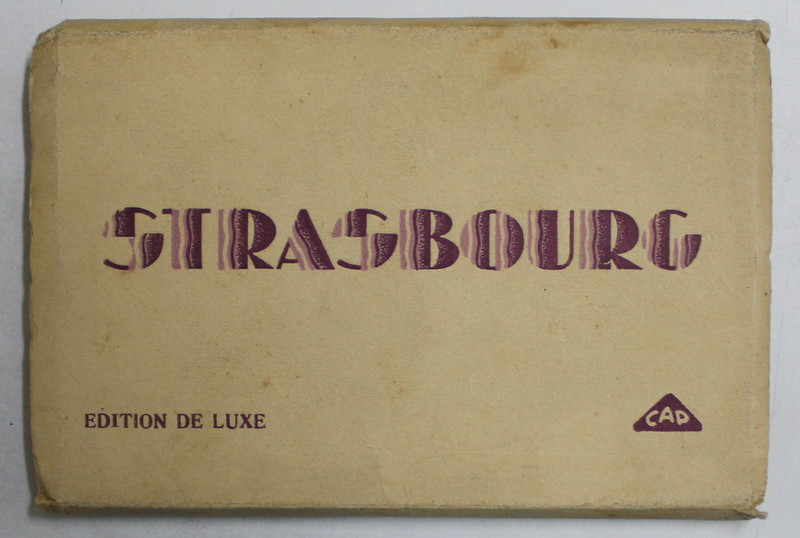 STRASBOURG
EDITION DE LUXE
CAP